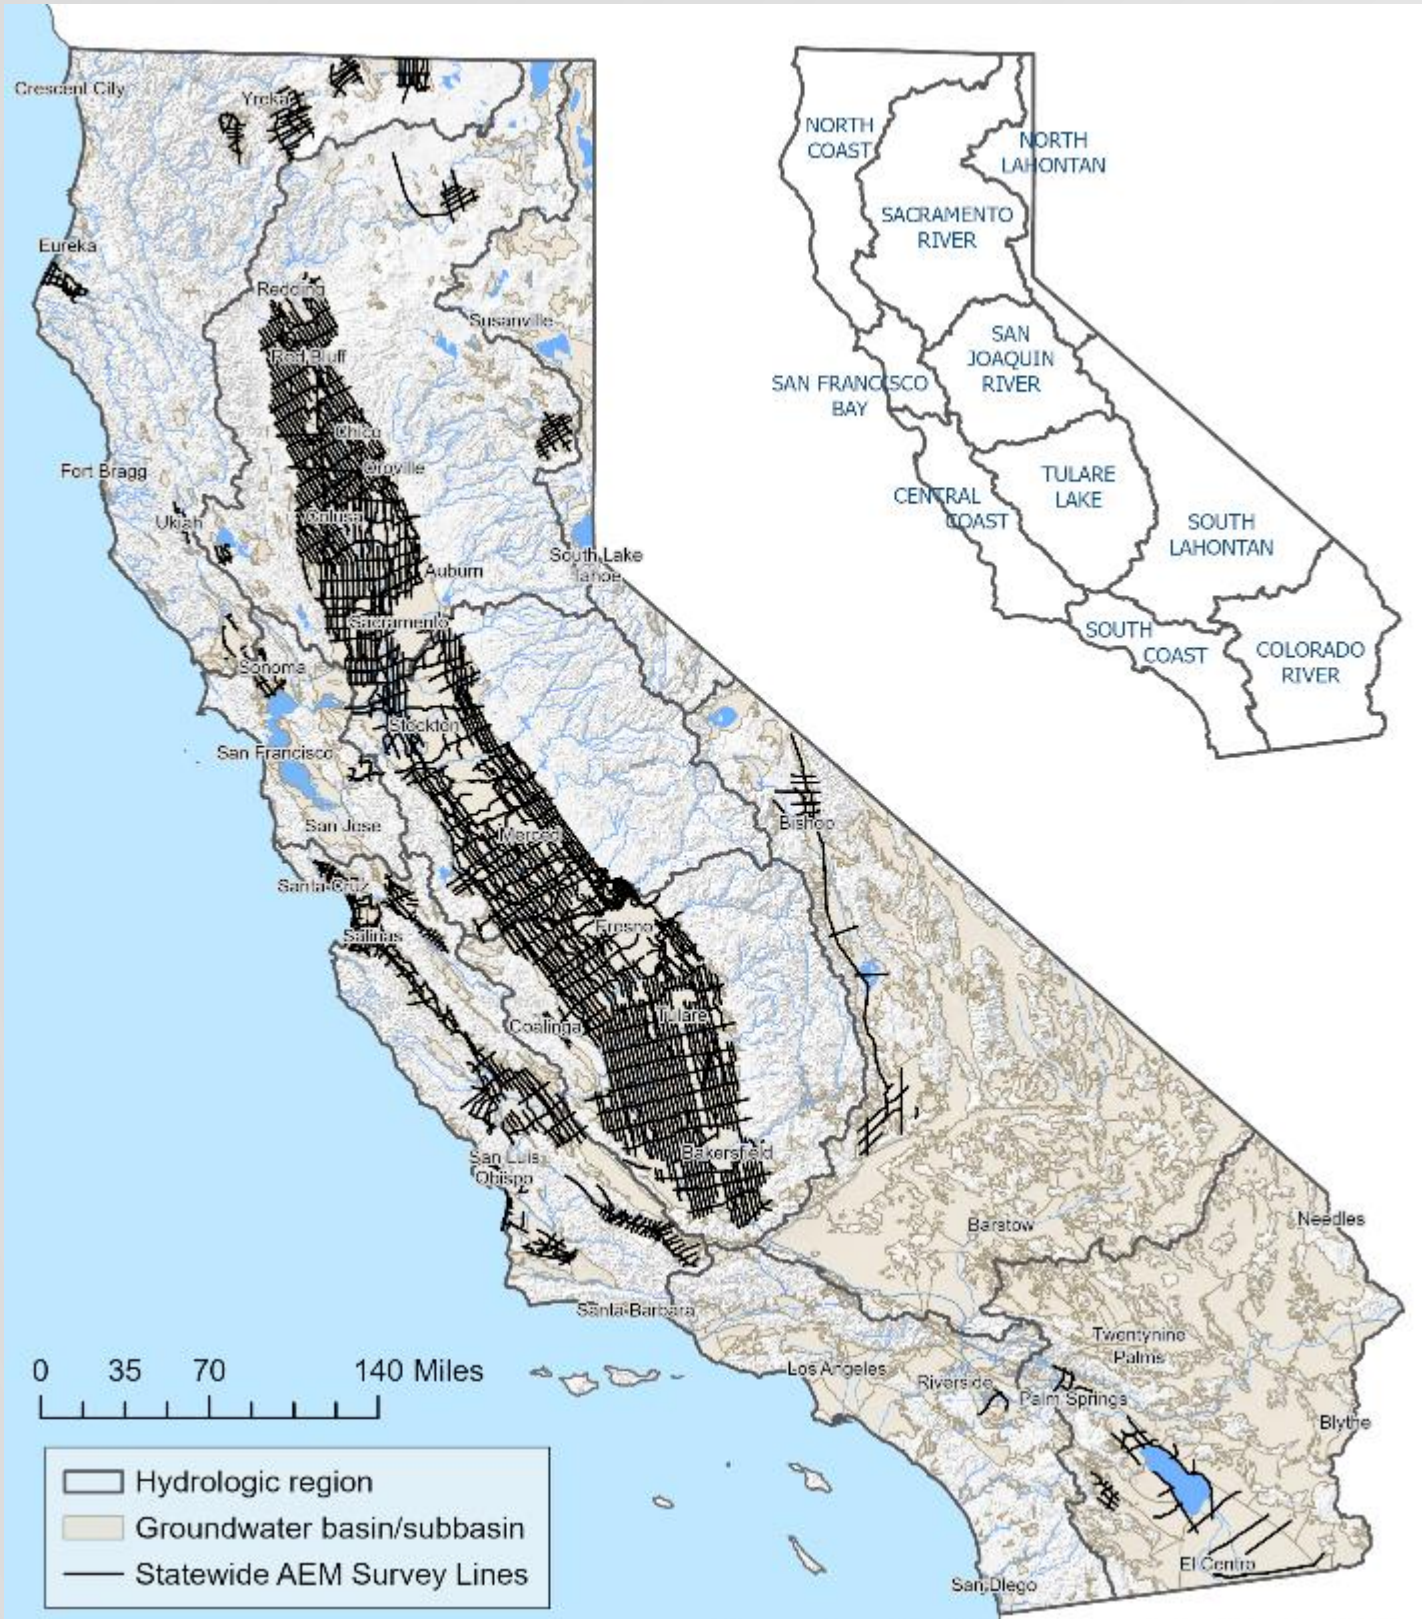 Crescent City
Yreka
Eureka
Redding
Susanville
Red Bluff
Chico
Oroville
Fort Bragg
Colusa
Ukiah
South Lake
Tahoe
Auburn
Sacramento
Sonoma
Stockton
San Francisco
San Jose
Merced
Bishop
Santa Cruz
Salinas
Fresno
Tulare
Coalinga
Bakersfield
San Luis
Obispo
Barstow
Needles
Santa Barbara
Twentynine
Palms
Los Angeles
Riverside
Palm Springs
Blythe
El Centro
San Diego
NORTH
COAST
NORTH
LAHONTAN
SACRAMENTO
RIVER
SAN
JOAQUIN
RIVER
SAN FRANCISCO
BAY
TULARE
LAKE
CENTRAL
COAST
SOUTH
LAHONTAN
SOUTH
COAST
COLORADO
RIVER
0 35 70 140 Miles
Hydrologic region
Groundwater basin/subbasin
Statewide AEM Survey Lines